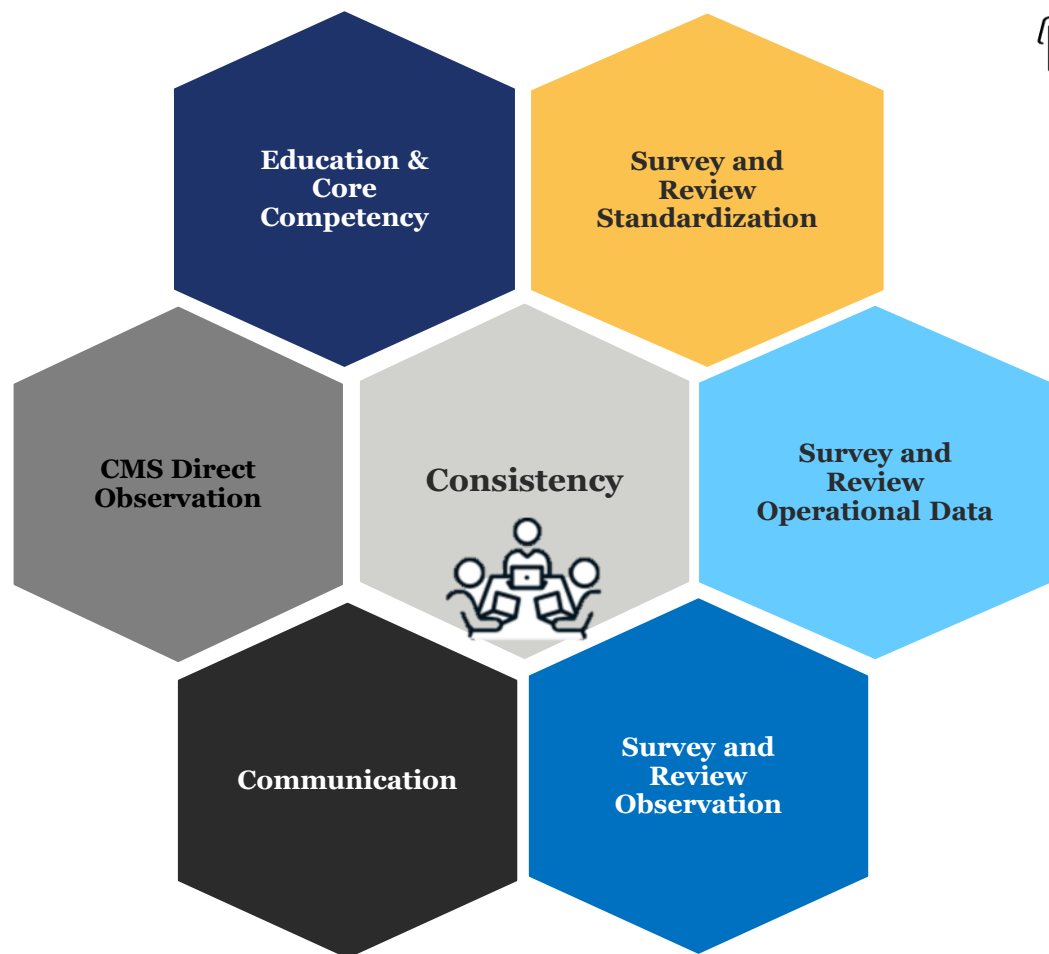 Education &
Core
Competency
Survey and
Review
Standardization
CMS Direct
Observation
Consistency
Survey and
Review
Operational Data
Communication
Survey and
Review
Observation